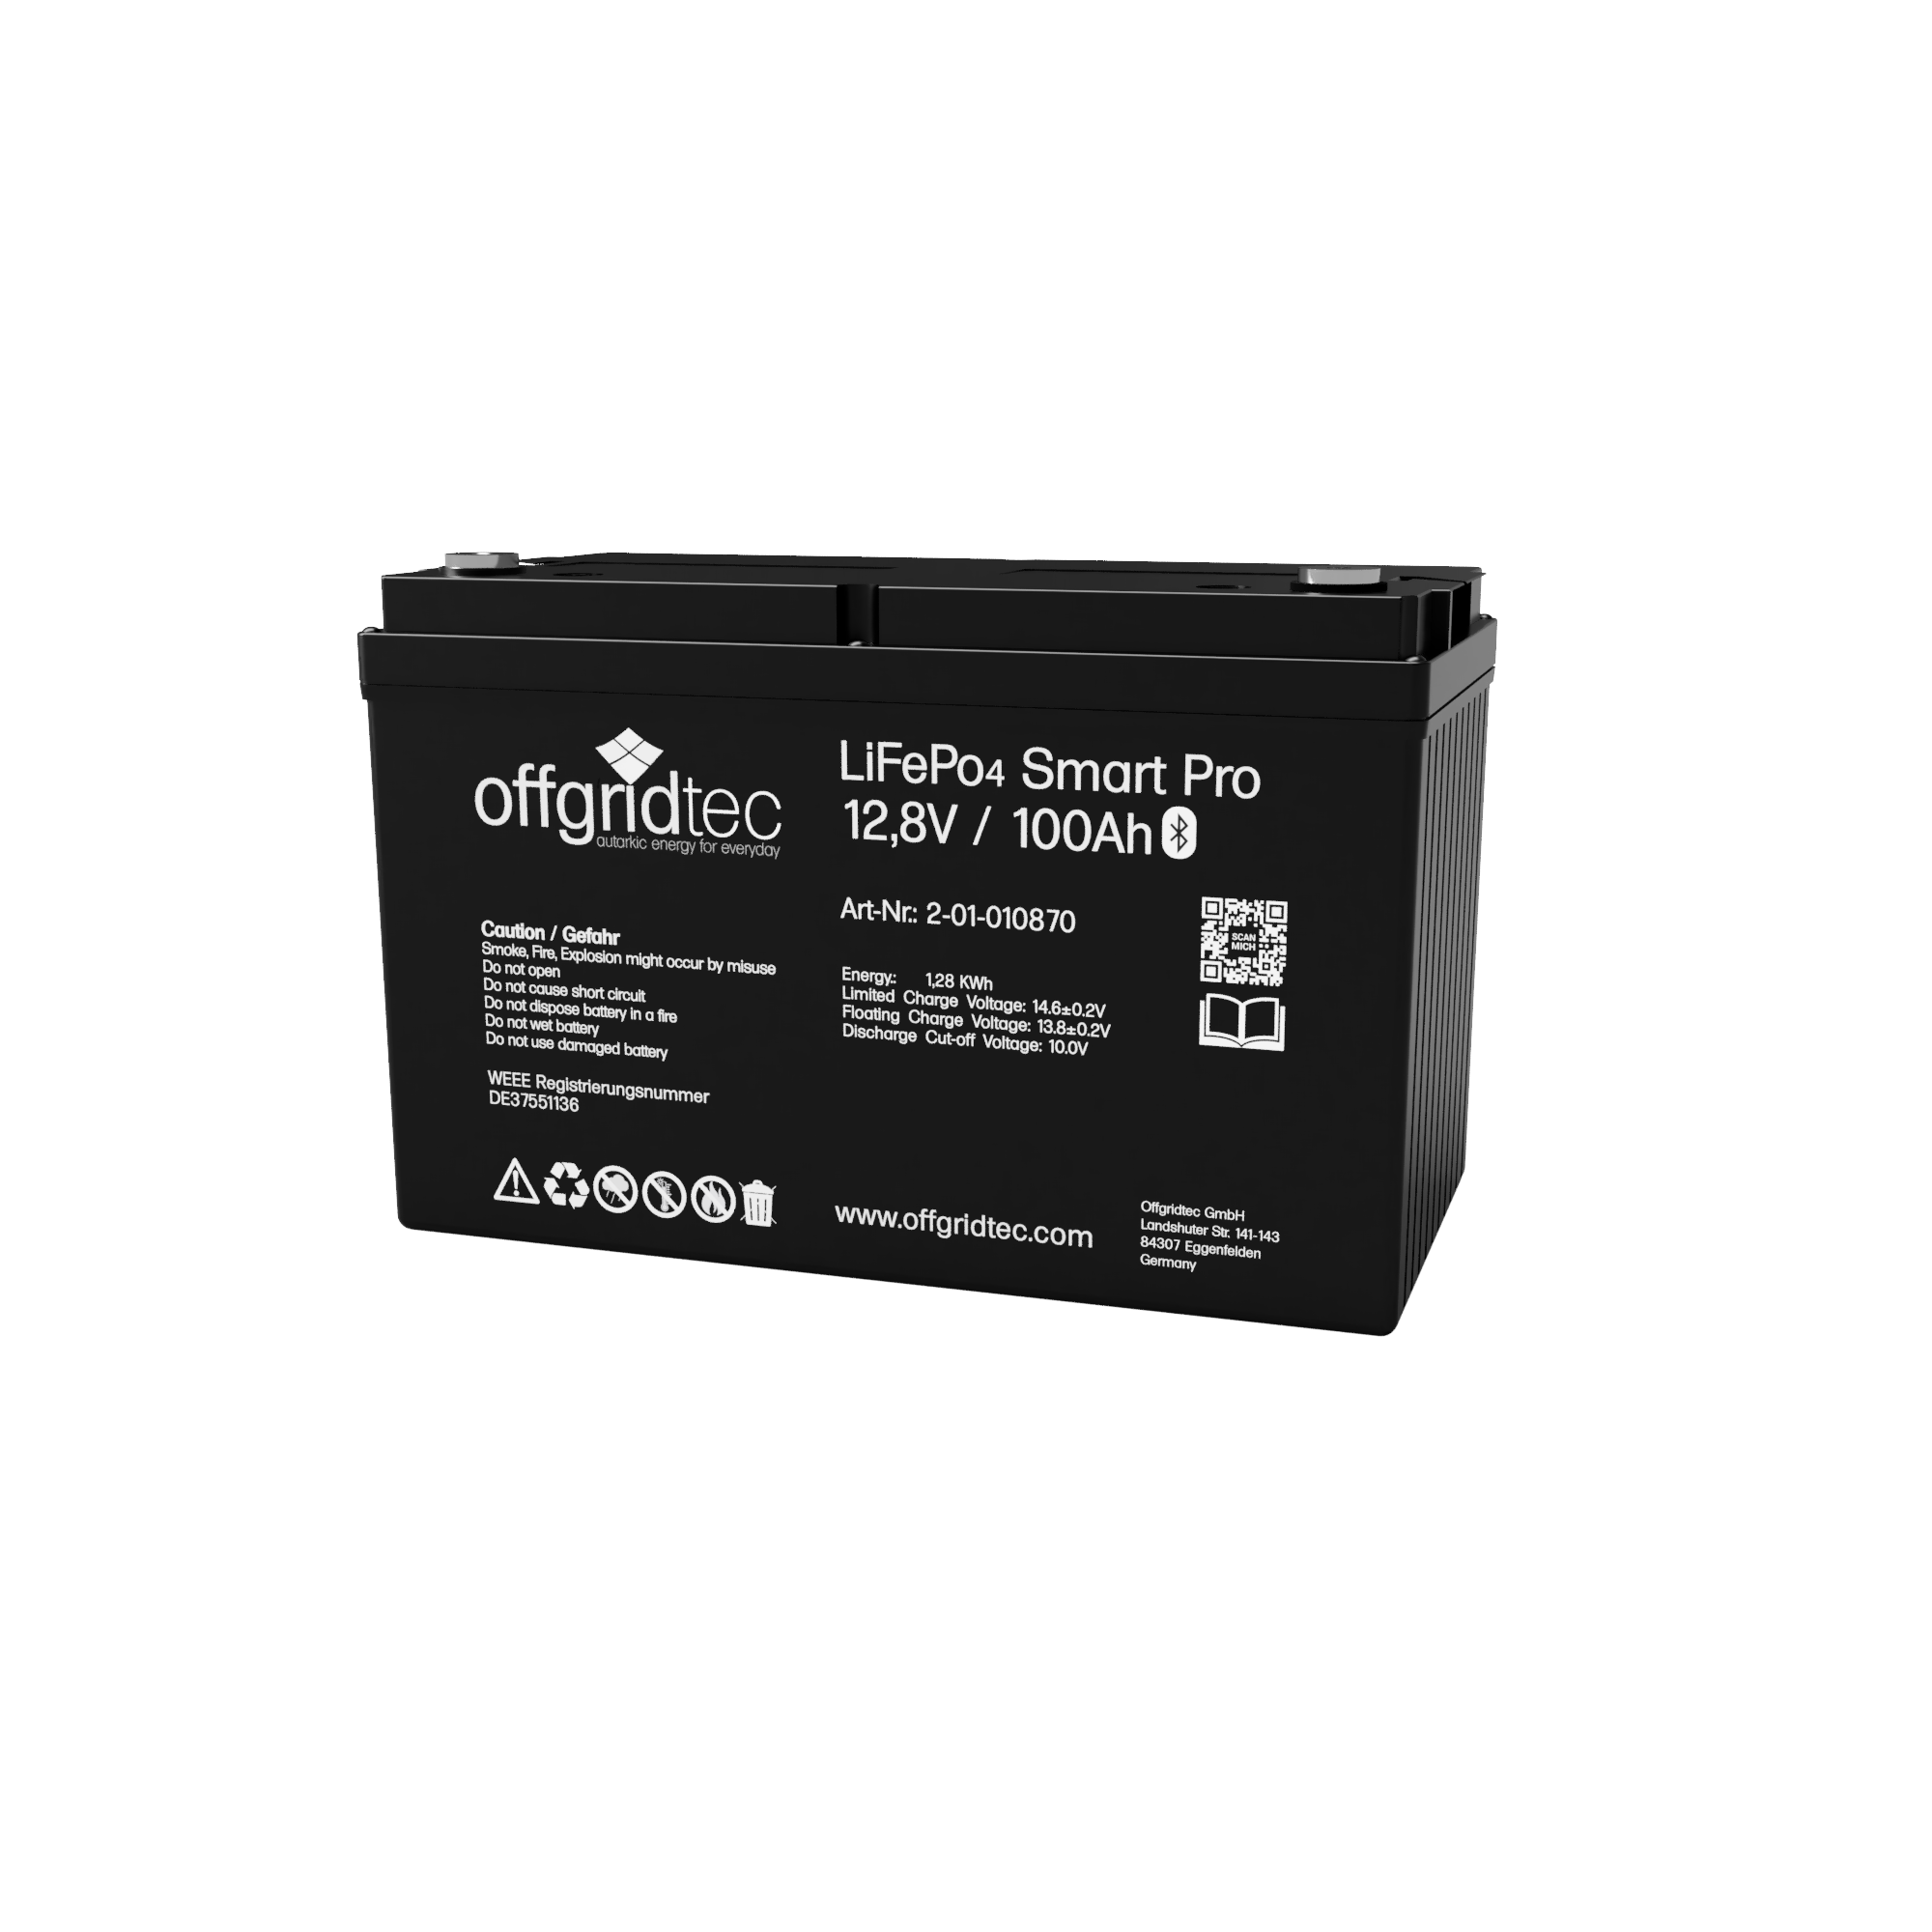 offgridtec
autarkic energy for everyday
LiFePo4 Smart Pro
12,8V / 100Ah
Art-Nr.: 2-01-010870
SCAN
MICH
Caution / Gefahr
Smoke, Fire, Explosion might occur by misuse
Do not open
Do not cause short circuit
Do not dispose battery in a fire
Do not wet battery
Do not use damaged battery
WEEE Registrierungsnummer
DE37551136
Energy.: 1,28 KWh
Limited Charge Voltage: 14.6±0.2V
Floating Charge Voltage: 13.8±0.2V
Discharge Cut-off Voltage: 10.0V
www.offgridtec.com
Offgridtec GmbH
Landshuter Str. 141-143
84307 Eggenfelden
Germany